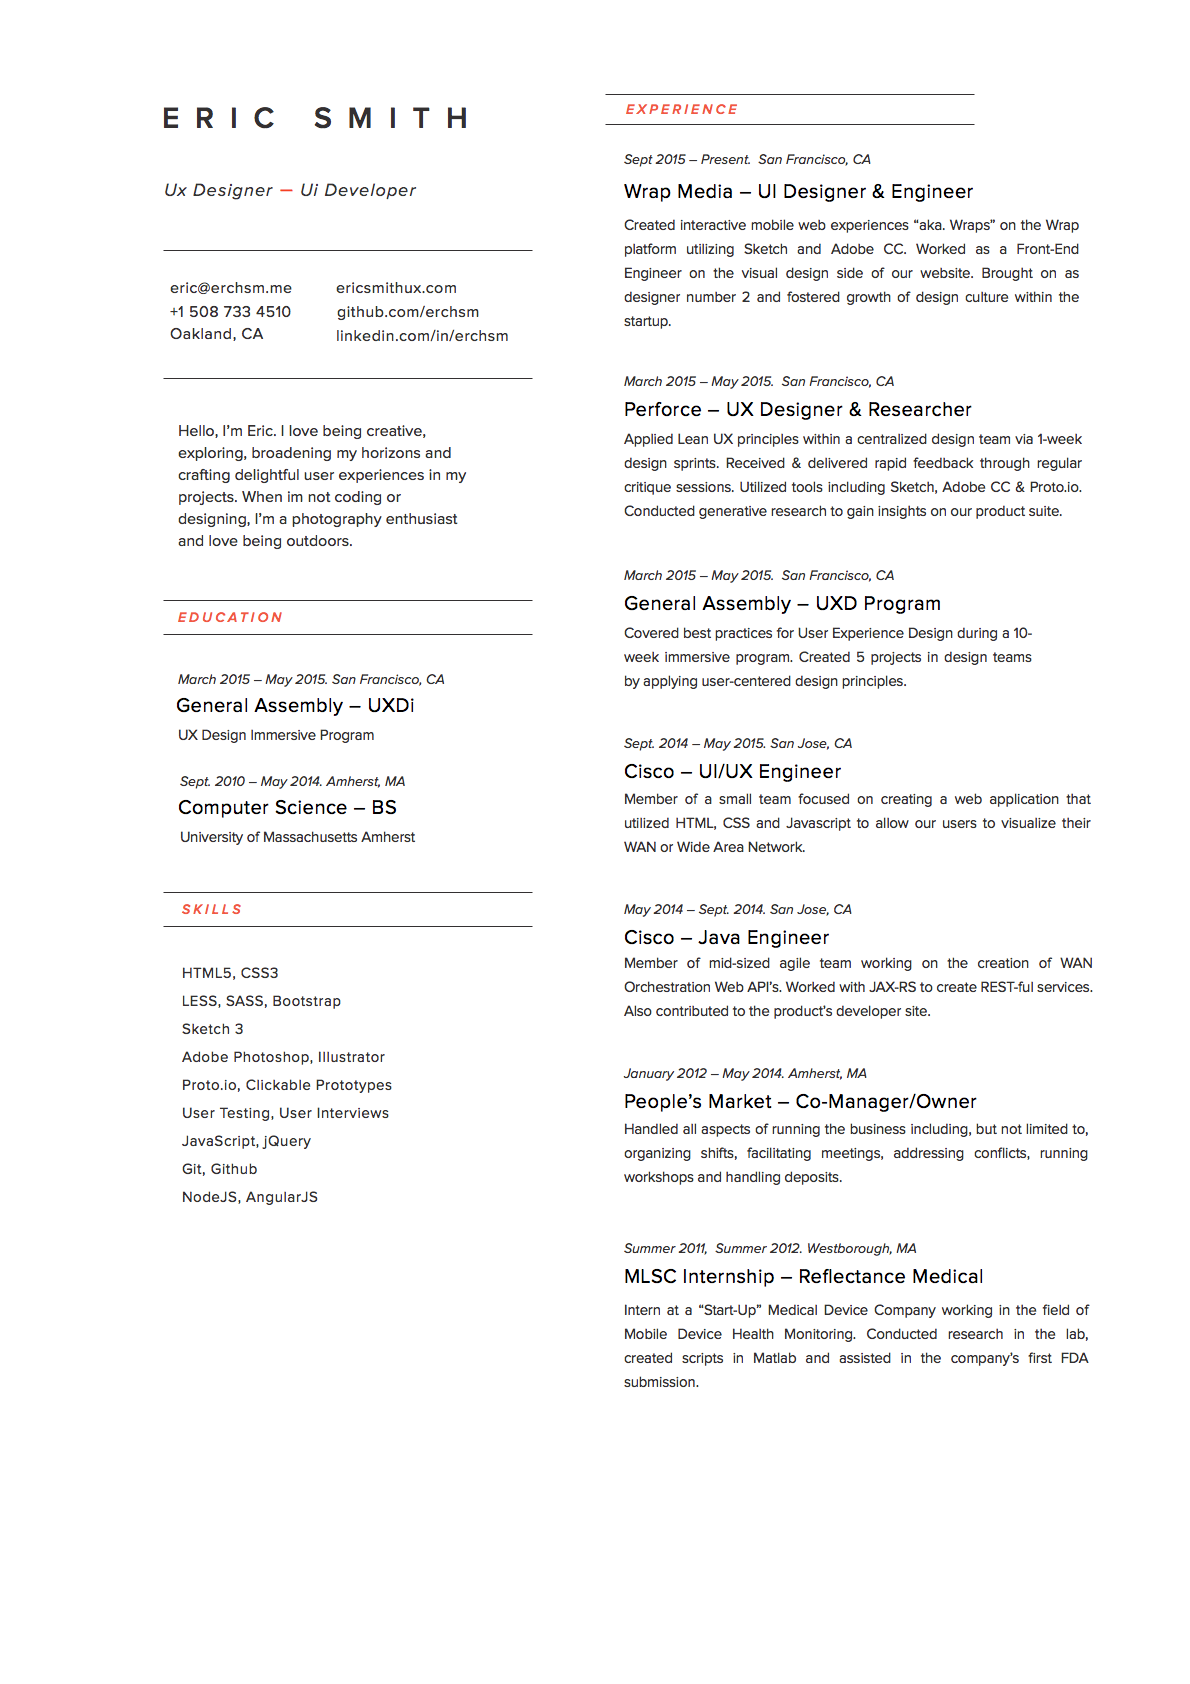 ERIC SMITH
Ux Designer – Ui Developer
eric@erchsm.me
+1 508 733 4510
Oakland, CA
ericsmithux.com
github.com/erchsm
linkedin.com/in/erchsm
Hello, I’m Eric. I love being creative,
exploring, broadening my horizons and
crafting delightful user experiences in my
projects. When im not coding or
designing, I’m a photography enthusiast
and love being outdoors.
EDUCATION
March 2015 – May 2015. San Francisco, CA
General Assembly – UXDi
UX Design Immersive Program
Sept. 2010 – May 2014. Amherst, MA
Computer Science – BS
University of Massachusetts Amherst
SKILLS
HTML5, CSS3
LESS, SASS, Bootstrap
Sketch 3
Adobe Photoshop, Illustrator
Proto.io, Clickable Prototypes
User Testing, User Interviews
JavaScript, jQuery
Git, Github
NodeJS, AngularJS
EXPERIENCE
Sept 2015 – Present. San Francisco, CA
Wrap Media – UI Designer & Engineer
Created interactive mobile web experiences “aka. Wraps” on the Wrap
platform utilizing Sketch and Adobe CC. Worked as a Front-End
Engineer on the visual design side of our website. Brought on as
designer number 2 and fostered growth of design culture within the
startup.
March 2015 – May 2015. San Francisco, CA
Perforce – UX Designer & Researcher
Applied Lean UX principles within a centralized design team via 1-week
design sprints. Received & delivered rapid feedback through regular
critique sessions. Utilized tools including Sketch, Adobe CC & Proto.io.
Conducted generative research to gain insights on our product suite.
March 2015 – May 2015. San Francisco, CA
General Assembly – UXD Program
Covered best practices for User Experience Design during a 10-
week immersive program. Created 5 projects in design teams
by applying user-centered design principles.
Sept. 2014 – May 2015. San Jose, CA
Cisco – UI/UX Engineer
Member of a small team focused on creating a web application that
utilized HTML, CSS and Javascript to allow our users to visualize their
WAN or Wide Area Network.
May 2014 – Sept. 2014. San Jose, CA
Cisco – Java Engineer
Member of mid-sized agile team working on the creation of WAN
Orchestration Web API’s. Worked with JAX-RS to create REST-ful services.
Also contributed to the product’s developer site.
January 2012 – May 2014. Amherst, MA
People’s Market – Co-Manager/Owner
Handled all aspects of running the business including, but not limited to,
organizing shifts, facilitating meetings, addressing conflicts, running
workshops and handling deposits.
Summer 2011, Summer 2012. Westborough, MA
MLSC Internship – Reflectance Medical
Intern at a “Start-Up” Medical Device Company working in the field of
Mobile Device Health Monitoring. Conducted research in the lab,
created scripts in Matlab and assisted in the company’s first FDA
submission.